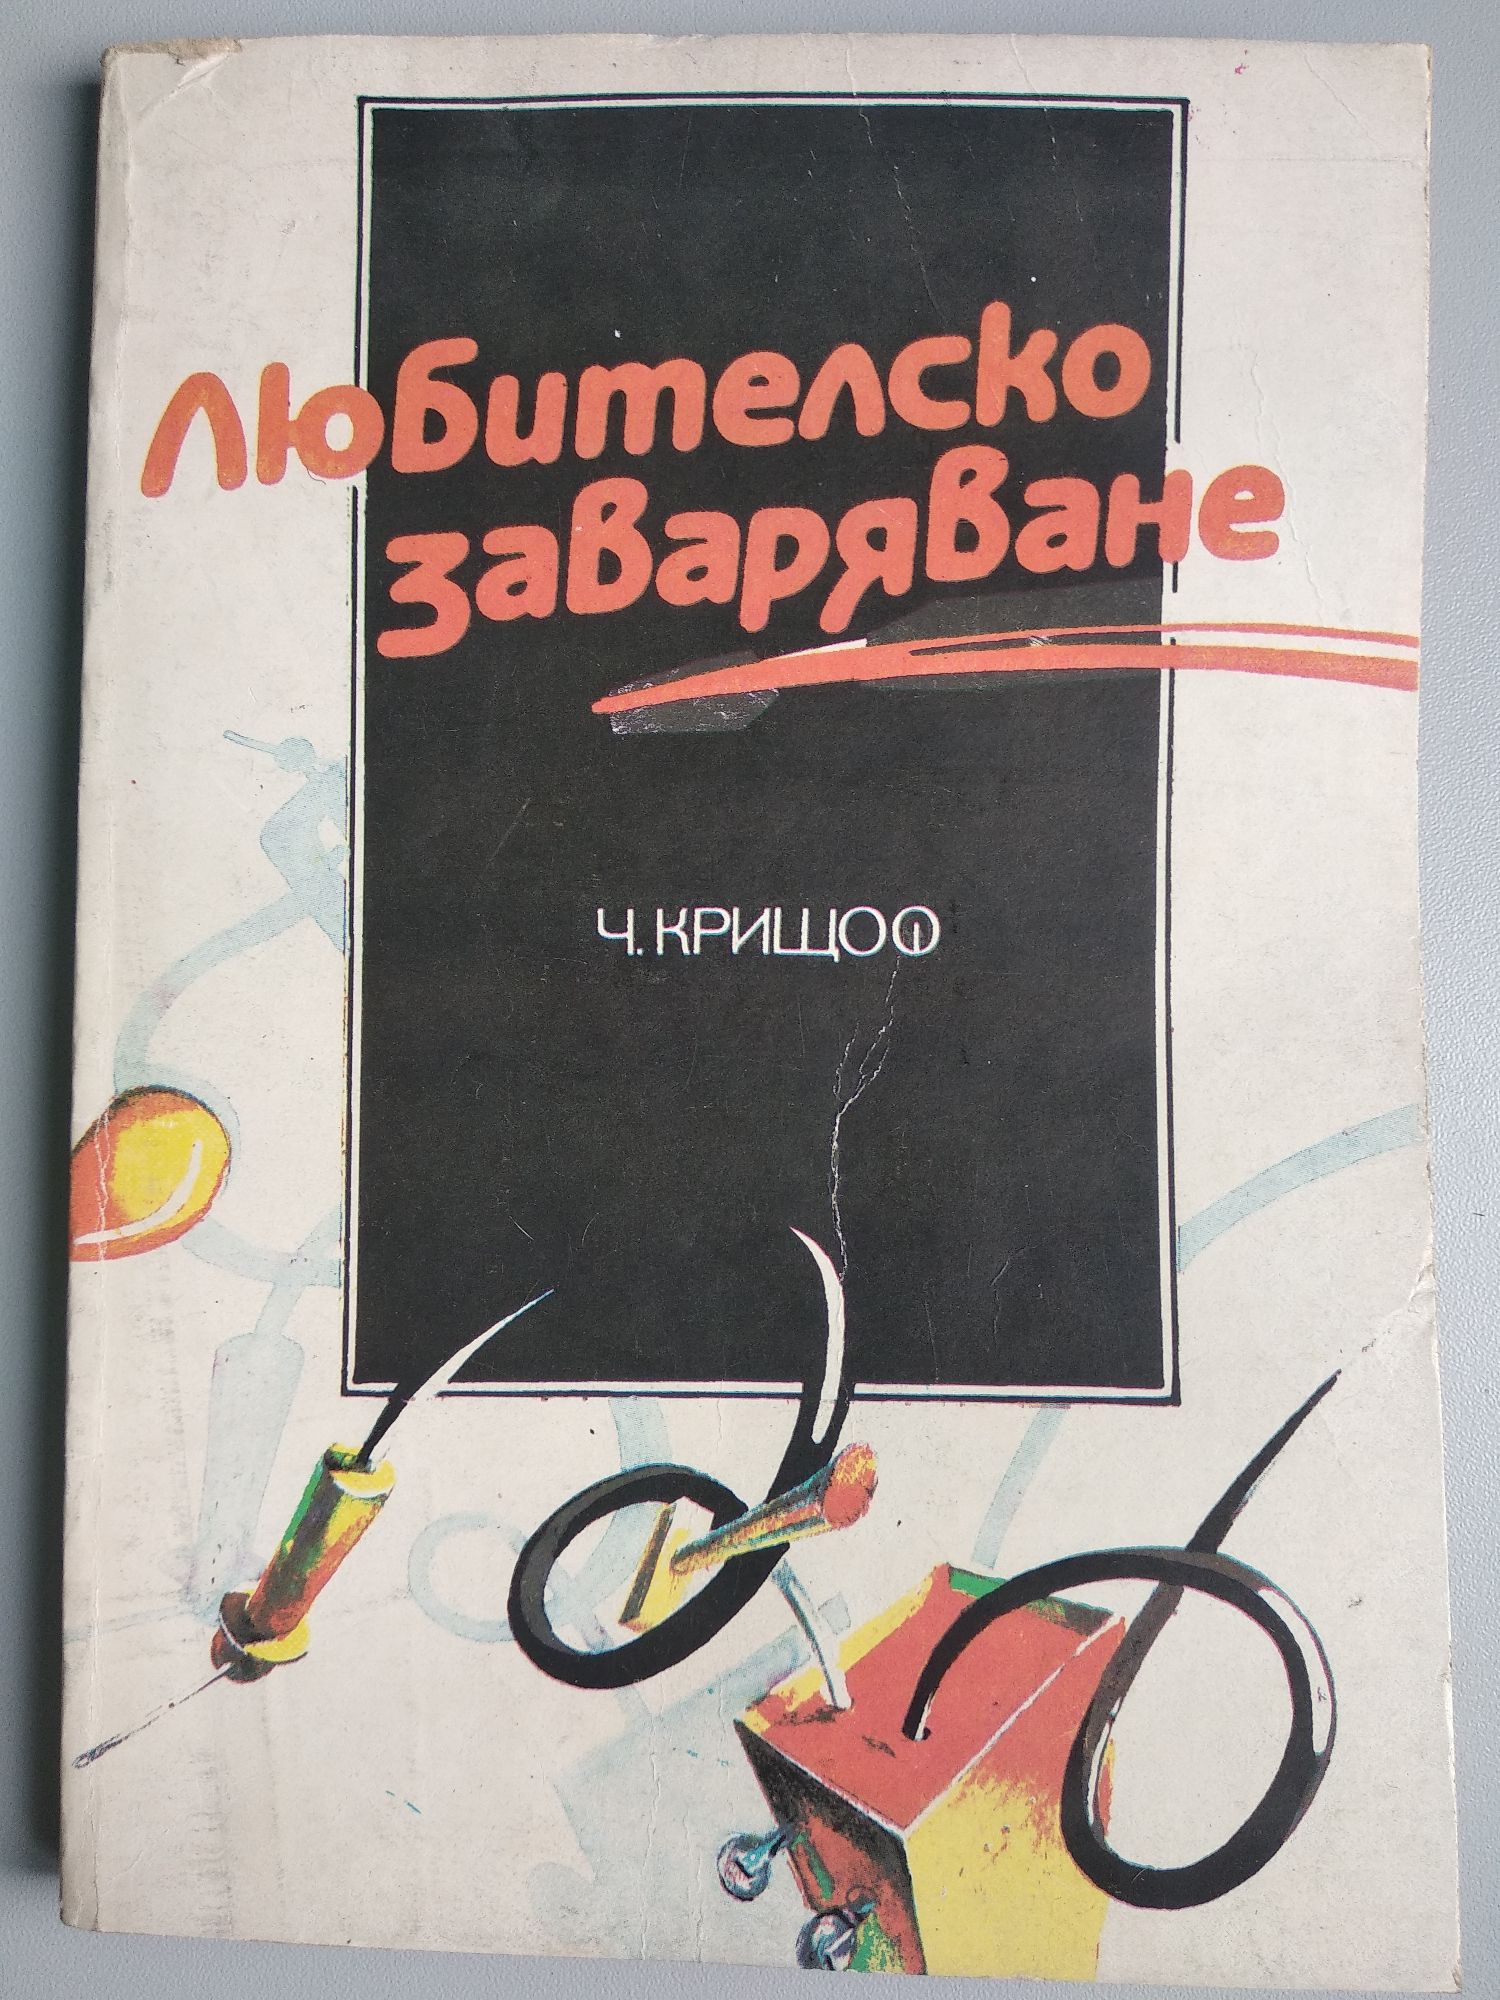 Любителско
заваряване
Ч. КРИЩОФ